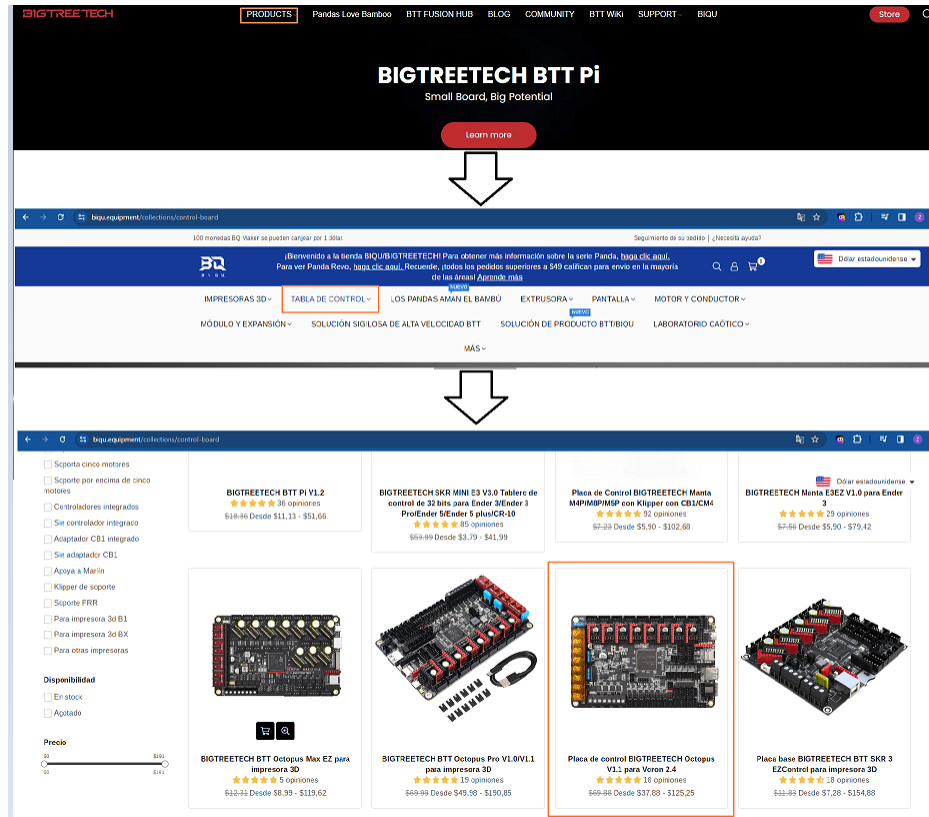 BIGTREETECH
PRODUCTS Pandas Love Bamboo BTT FUSION HUB BLOG COMMUNITY BTT WiKi SUPPORT BIQU Store
BIGTREETECH BTT Pi
Small Board, Big Potential
Learn more
biqu.equipment/collections/control-board
100 monedas BQ Maker se pueden canjear por 1 dólar.
Seguimiento de su pedido | ¿Necesita ayuda?
BIQU
¡Bienvenido a la tienda BIQU/BIGTREETECH! Para obtener más información sobre la serie Panda, haga clic aquí.
Para ver Panda Revo, haga clic aquí. Recuerde, ¡todos los pedidos superiores a $49 califican para envío en la mayoría
de las áreas! Aprende más
Dólar estadounidense
NUEVO
IMPRESORAS 3D TABLA DE CONTROL LOS PANDAS AMAN EL BAMBÚ EXTRUSORA PANTALLA MOTOR Y CONDUCTOR
NUEVO
MÓDULO Y EXPANSIÓN SOLUCIÓN SIGILOSA DE ALTA VELOCIDAD BTT SOLUCIÓN DE PRODUCTO BTT/BIQU LABORATORIO CAÓTICO
MÁS
biqu.equipment/collections/control-board
Soporta cinco motores
Soporte por encima de cinco
motores
Controladores integrados
Sin controlador integraco
Adaptador CB1 integrado
Sin adaptador CB1
Apoya a Marlin
Klipper de soporte
Soporte FRR
Para impresora 3d B1
Para impresora 3d BX
Para otras impresoras
Disponibilidad
En stock
Agotado
Precio
$0 $191
$0 $191
Dólar estadounidense
BIGTREETECH BTT Pi V1.2
36 opiniones
$18,36 Desde $11,13 - $51,66
BIGTREETECH SKR MINI E3 V3.0 Tablero de
control de 32 bits para Ender 3/Ender 3
Pro/Ender 5/Ender 5 plus/CR-10
85 opiniones
$59.99 Desde $3.79 - $41,99
Placa de Control BIGTREETECH Manta
M4P/M8P/M5P con Klipper con CB1/CM4
92 opiniones
$7.23 Desde $5,90 - $102,68
BIGTREETECH Manta E3EZ V1.0 para Ender
3
29 opiniones
$7,56 Desde $5,90 - $79,42
BIGTREETECH BTT Octopus Max EZ para
impresora 3D
5 opiniones
$12.31 Desde $8,99 - $119,62
BIGTREETECH BTT Octopus Pro V1.0/V1.1
para impresora 3D
19 opiniones
$69,99 Desde $49,98 - $190,85
Placa de control BIGTREETECH Octopus
V1.1 para Voron 2.4
18 opiniones
$69.88 Desde $37,88 - $125,25
Placa base BIGTREETECH BTT SKR 3
EZControl para impresora 3D
18 opiniones
$11.83 Desde $7,28 - $154,88